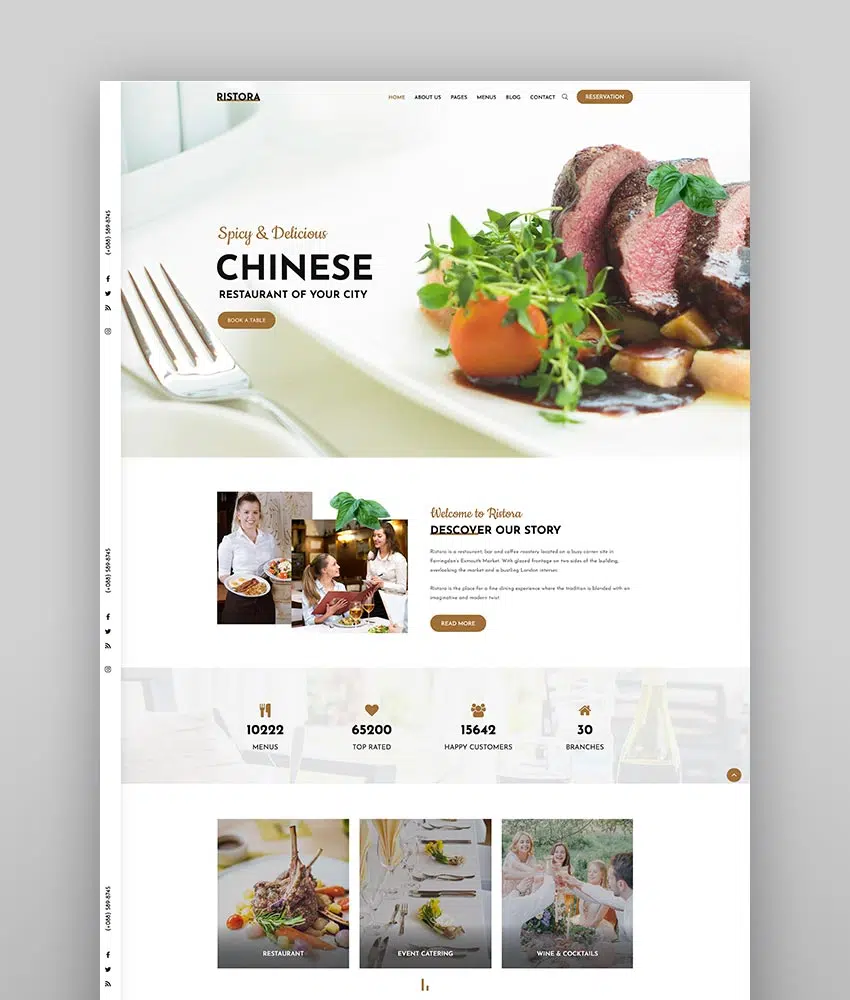 RISTORA
HOME ABOUT US PAGES MENUS BLOG CONTACT RESERVATION
(+088) 589-8745
Spicy & Delicious
CHINESE
RESTAURANT OF YOUR CITY
BOOK A TABLE
Welcome to Ristora
DESCOVER OUR STORY
Ristora is a restaurant, bar and coffee roastery located on a busy corner site in
Farringdon's Exmouth Market. With glazed frontage on two sides of the building,
overlooking the market and a bustling London intersec
Ristora is the place for a fine dining experience where the tradition is blended with an
imaginative and modern twist
READ MORE
(+088) 589-8745
10222
MENUS
65200
TOP RATED
15642
HAPPY CUSTOMERS
30
BRANCHES
RESTAURANT
EVENT CATERING
WINE & COCKTAILS
(+088) 589-8745